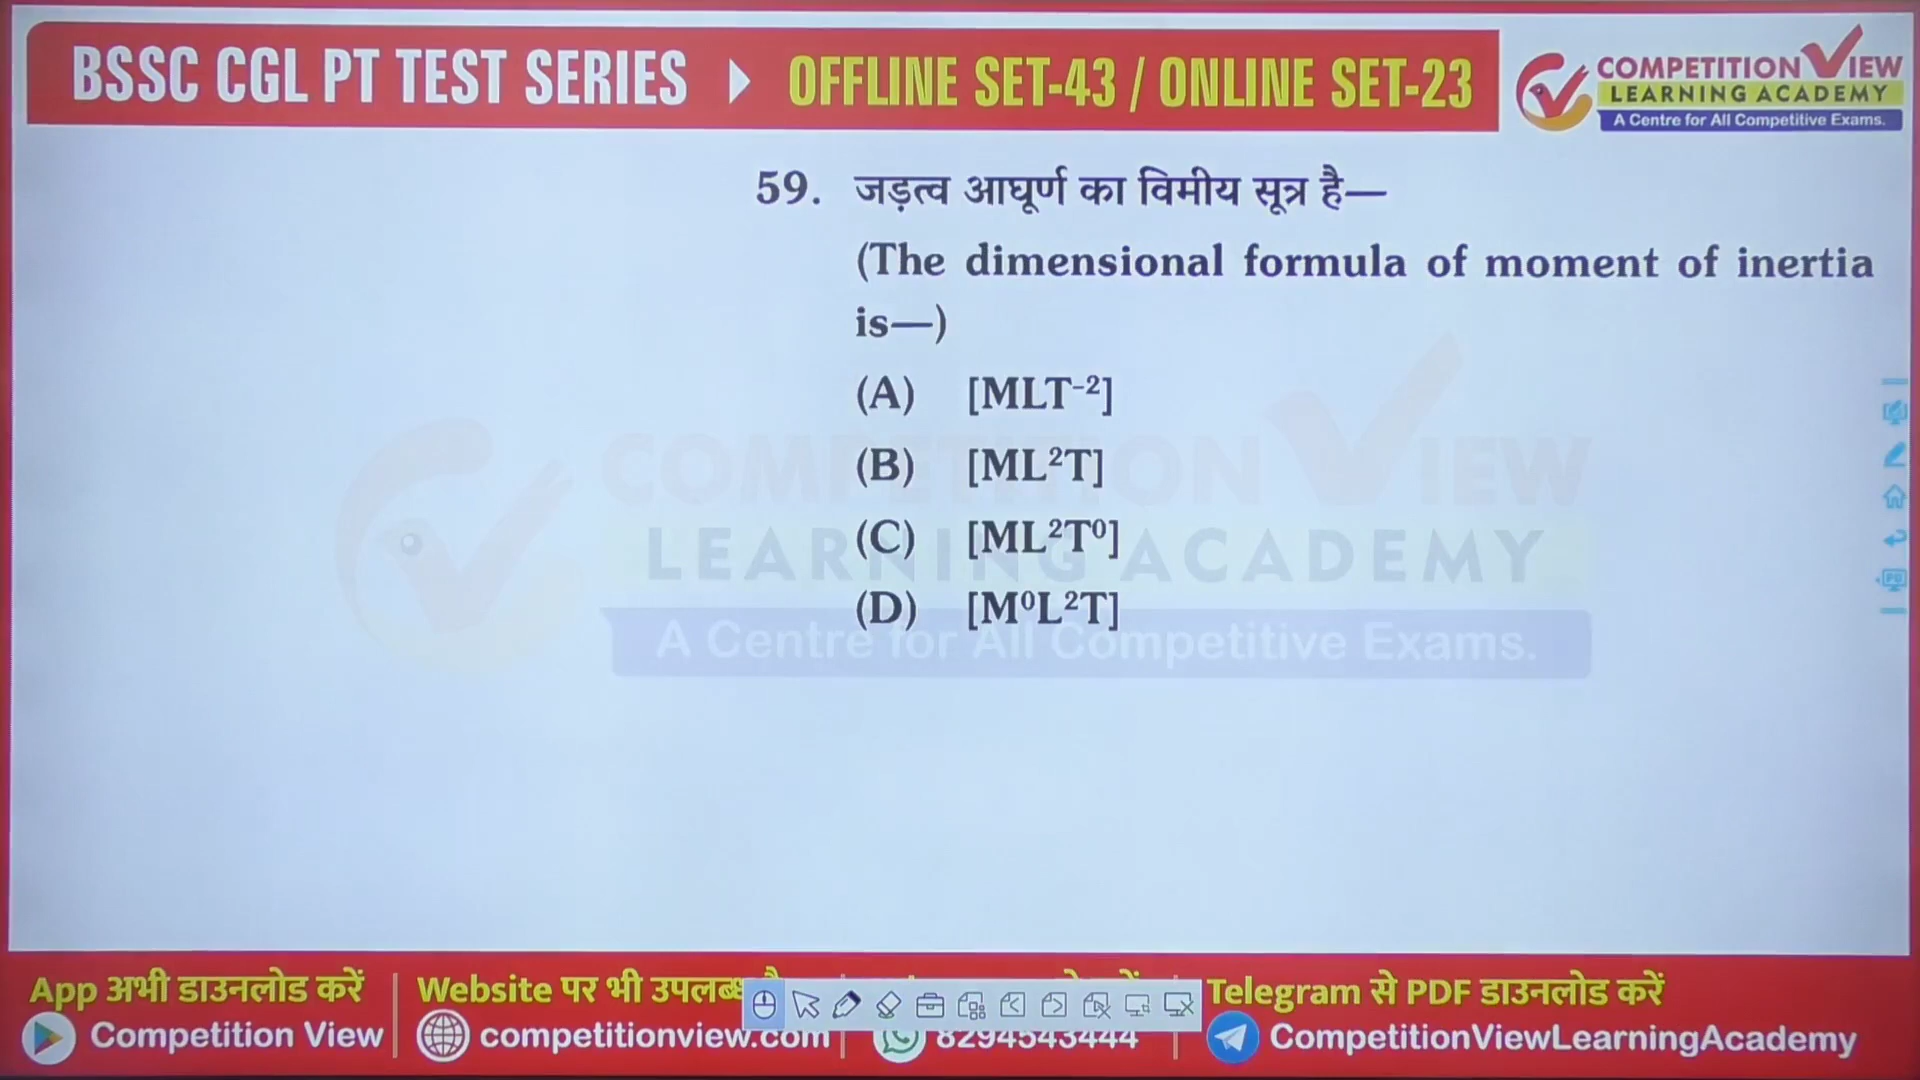 BSSC CGL PT TEST SERIES ▶ OFFLINE SET-43 / ONLINE SET-23
COMPETITION VIEW
LEARNING ACADEMY
A Centre for All Competitive Exams.
59. जड़त्व आघूर्ण का विमीय सूत्र है—
(The dimensional formula of moment of inertia
is—)
(A) [MLT⁻²]
(B) [ML²T]
(C) [ML²T⁰]
(D) [M⁰L²T]
COMPETITION VIEW
LEARNING ACADEMY
A Centre for All Competitive Exams.
App अभी डाउनलोड करें
Competition View
Website पर भी
competitionview.com
8294543444
Telegram से PDF डाउनलोड करें
CompetitionViewLearningAcademy